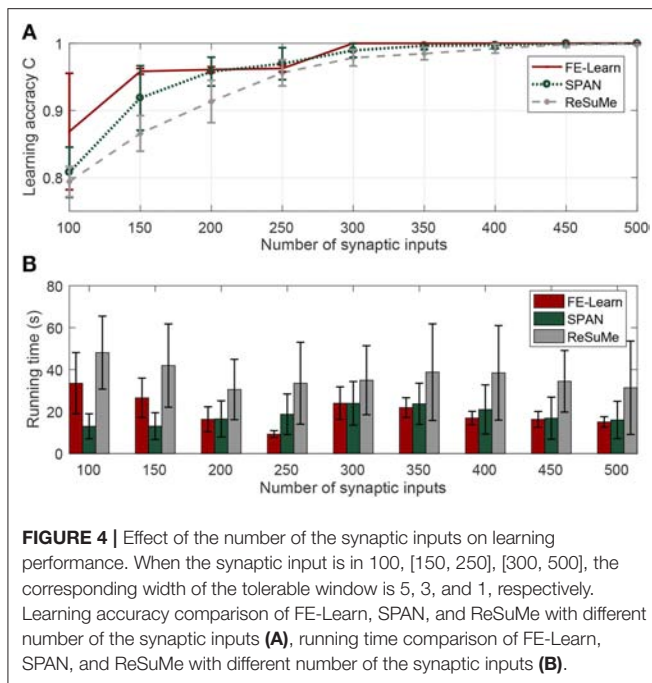 A
Learning accracy C
1
0.9
0.8
FE-Learn
SPAN
ReSuMe
100 150 200 250 300 350 400 450 500
Number of synaptic inputs
B
Running time (s)
80
60
40
20
0
FE-Learn
SPAN
ReSuMe
100 150 200 250 300 350 400 450 500
Number of synaptic inputs
FIGURE 4 | Effect of the number of the synaptic inputs on learning
performance. When the synaptic input is in 100, [150, 250], [300, 500], the
corresponding width of the tolerable window is 5, 3, and 1, respectively.
Learning accuracy comparison of FE-Learn, SPAN, and ReSuMe with different
number of the synaptic inputs (A), running time comparison of FE-Learn,
SPAN, and ReSuMe with different number of the synaptic inputs (B).